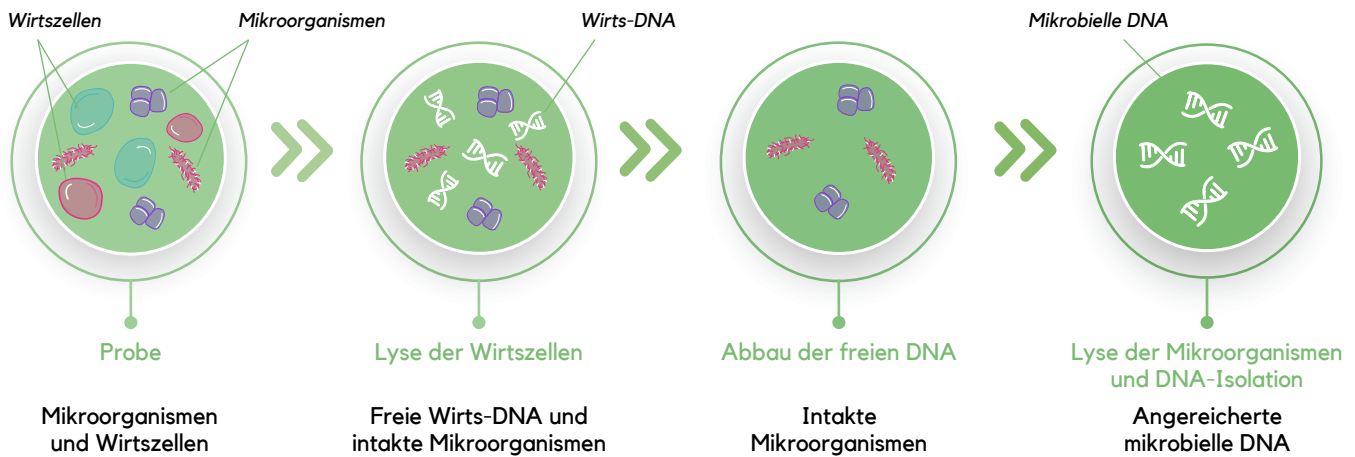 Wirtszellen
Mikroorganismen
Wirts-DNA
Mikrobielle DNA
Probe
Lyse der Wirtszellen
Abbau der freien DNA
Lyse der Mikroorganismen
und DNA-Isolation
Mikroorganismen
und Wirtszellen
Freie Wirts-DNA und
intakte Mikroorganismen
Intakte
Mikroorganismen
Angereicherte
mikrobielle DNA